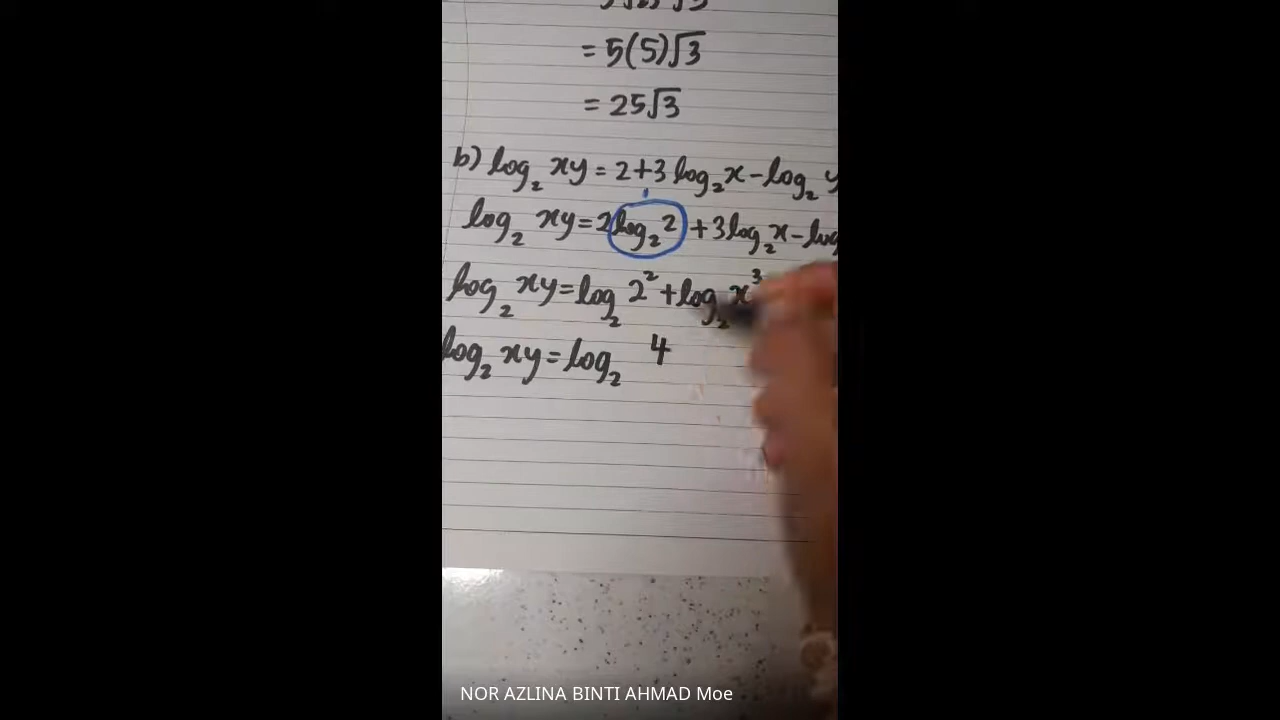 = 5(5)√3
= 25√3
b) log₂ xy = 2 + 3 log₂ x - log₂ y
log₂ xy = 2 log₂ 2 + 3 log₂ x - log
log₂ xy = log₂ 2² + log₂ x³
log₂ xy = log₂ 4
NOR AZLINA BINTI AHMAD Moe